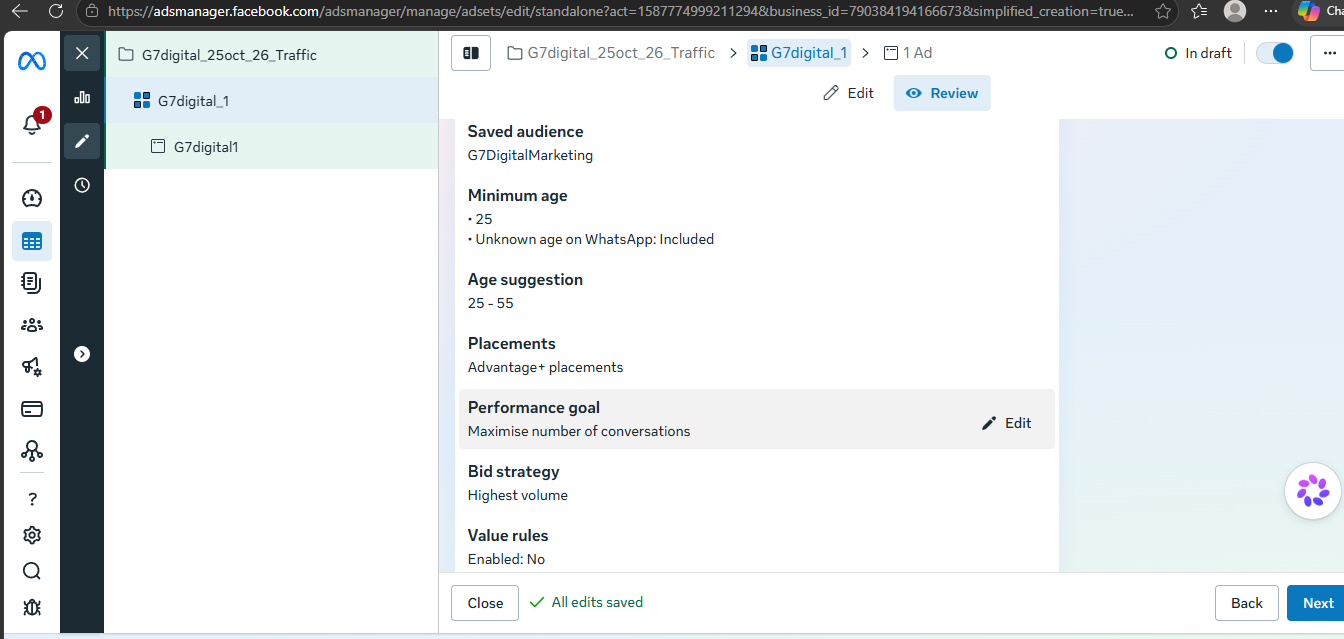 https://adsmanager.facebook.com/adsmanager/manage/adsets/edit/standalone?act=1587774999211294&business_id=790384194166673&simplified_creation=true...
Cha
1
G7digital_25oct_26_Traffic
G7digital_1
G7digital1
G7digital_25oct_26_Traffic > G7digital_1 > 1 Ad
In draft
Edit
Review
Saved audience
G7DigitalMarketing
Minimum age
• 25
• Unknown age on WhatsApp: Included
Age suggestion
25 - 55
Placements
Advantage+ placements
Performance goal
Maximise number of conversations
Edit
Bid strategy
Highest volume
Value rules
Enabled: No
Close
All edits saved
Back
Next